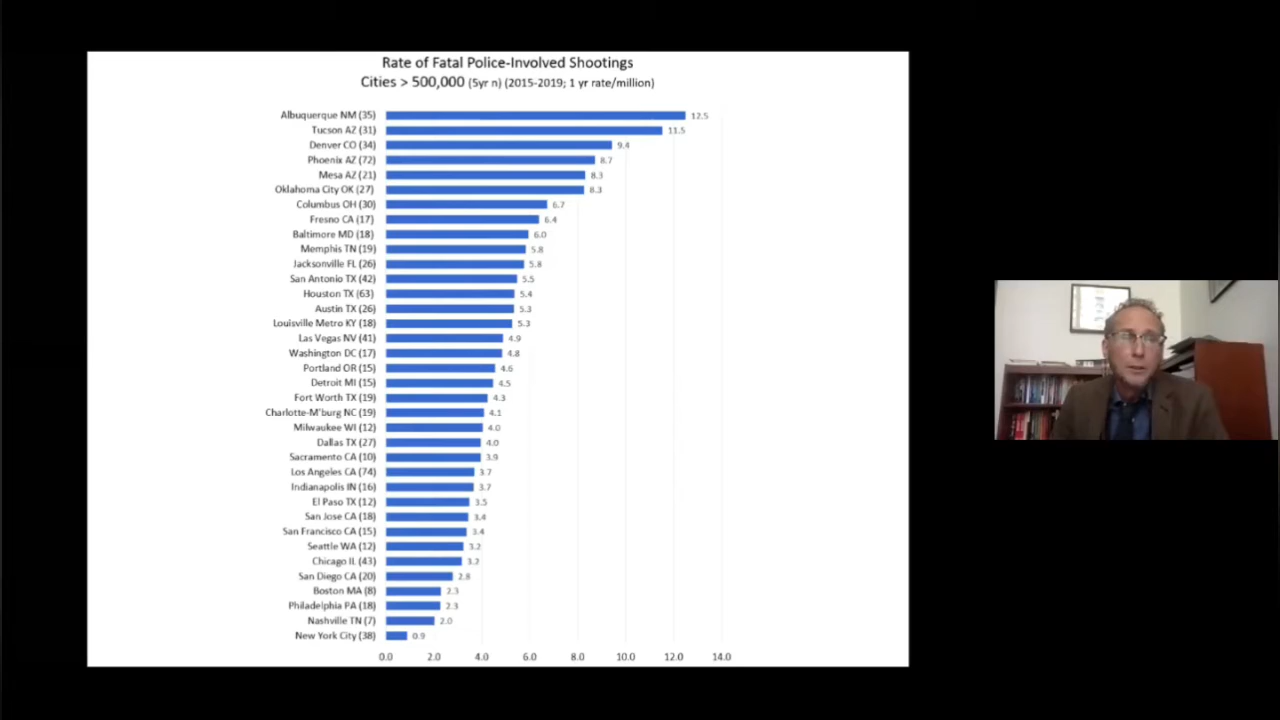 Rate of Fatal Police-Involved Shootings
Cities > 500,000 (5yr n) (2015-2019; 1 yr rate/million)
Albuquerque NM (35) 12.5
Tucson AZ (31) 11.5
Denver CO (34) 9.4
Phoenix AZ (72) 8.7
Mesa AZ (21) 8.3
Oklahoma City OK (27) 8.3
Columbus OH (30) 6.7
Fresno CA (17) 6.4
Baltimore MD (18) 6.0
Memphis TN (19) 5.8
Jacksonville FL (26) 5.8
San Antonio TX (42) 5.5
Houston TX (63) 5.4
Austin TX (26) 5.3
Louisville Metro KY (18) 5.3
Las Vegas NV (41) 4.9
Washington DC (17) 4.8
Portland OR (15) 4.6
Detroit MI (15) 4.5
Fort Worth TX (19) 4.3
Charlotte-M'burg NC (19) 4.1
Milwaukee WI (12) 4.0
Dallas TX (27) 4.0
Sacramento CA (10) 3.9
Los Angeles CA (74) 3.7
Indianapolis IN (16) 3.7
El Paso TX (12) 3.5
San Jose CA (18) 3.4
San Francisco CA (15) 3.4
Seattle WA (12) 3.2
Chicago IL (43) 3.2
San Diego CA (20) 2.8
Boston MA (8) 2.3
Philadelphia PA (18) 2.3
Nashville TN (7) 2.0
New York City (38) 0.9
0.0 2.0 4.0 6.0 8.0 10.0 12.0 14.0